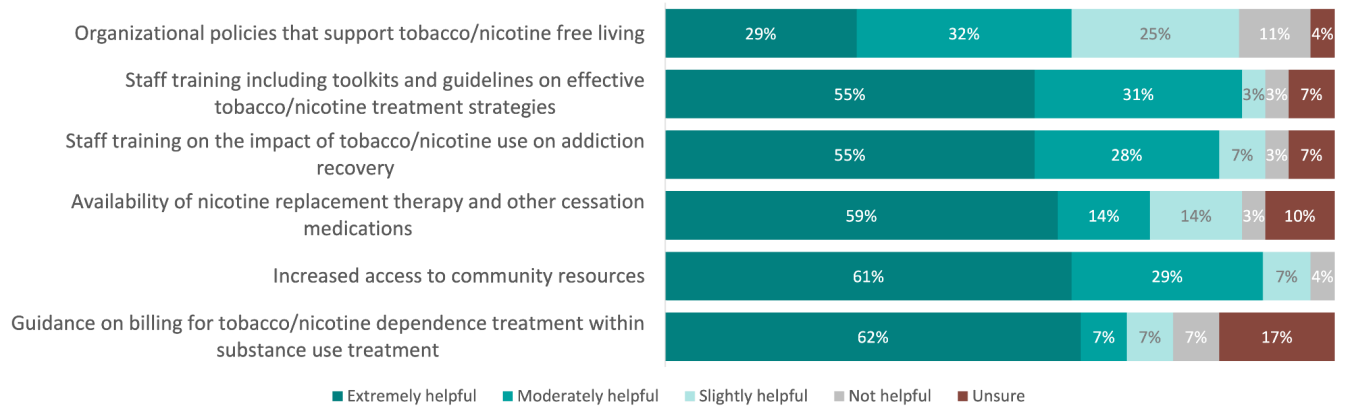 Organizational policies that support tobacco/nicotine free living
29% 32% 25% 11% 4%
Staff training including toolkits and guidelines on effective
tobacco/nicotine treatment strategies
55% 31% 3% 3% 7%
Staff training on the impact of tobacco/nicotine use on addiction
recovery
55% 28% 7% 3% 7%
Availability of nicotine replacement therapy and other cessation
medications
59% 14% 14% 3% 10%
Increased access to community resources
61% 29% 7% 4%
Guidance on billing for tobacco/nicotine dependence treatment within
substance use treatment
62% 7% 7% 7% 17%
Extremely helpful Moderately helpful Slightly helpful Not helpful Unsure